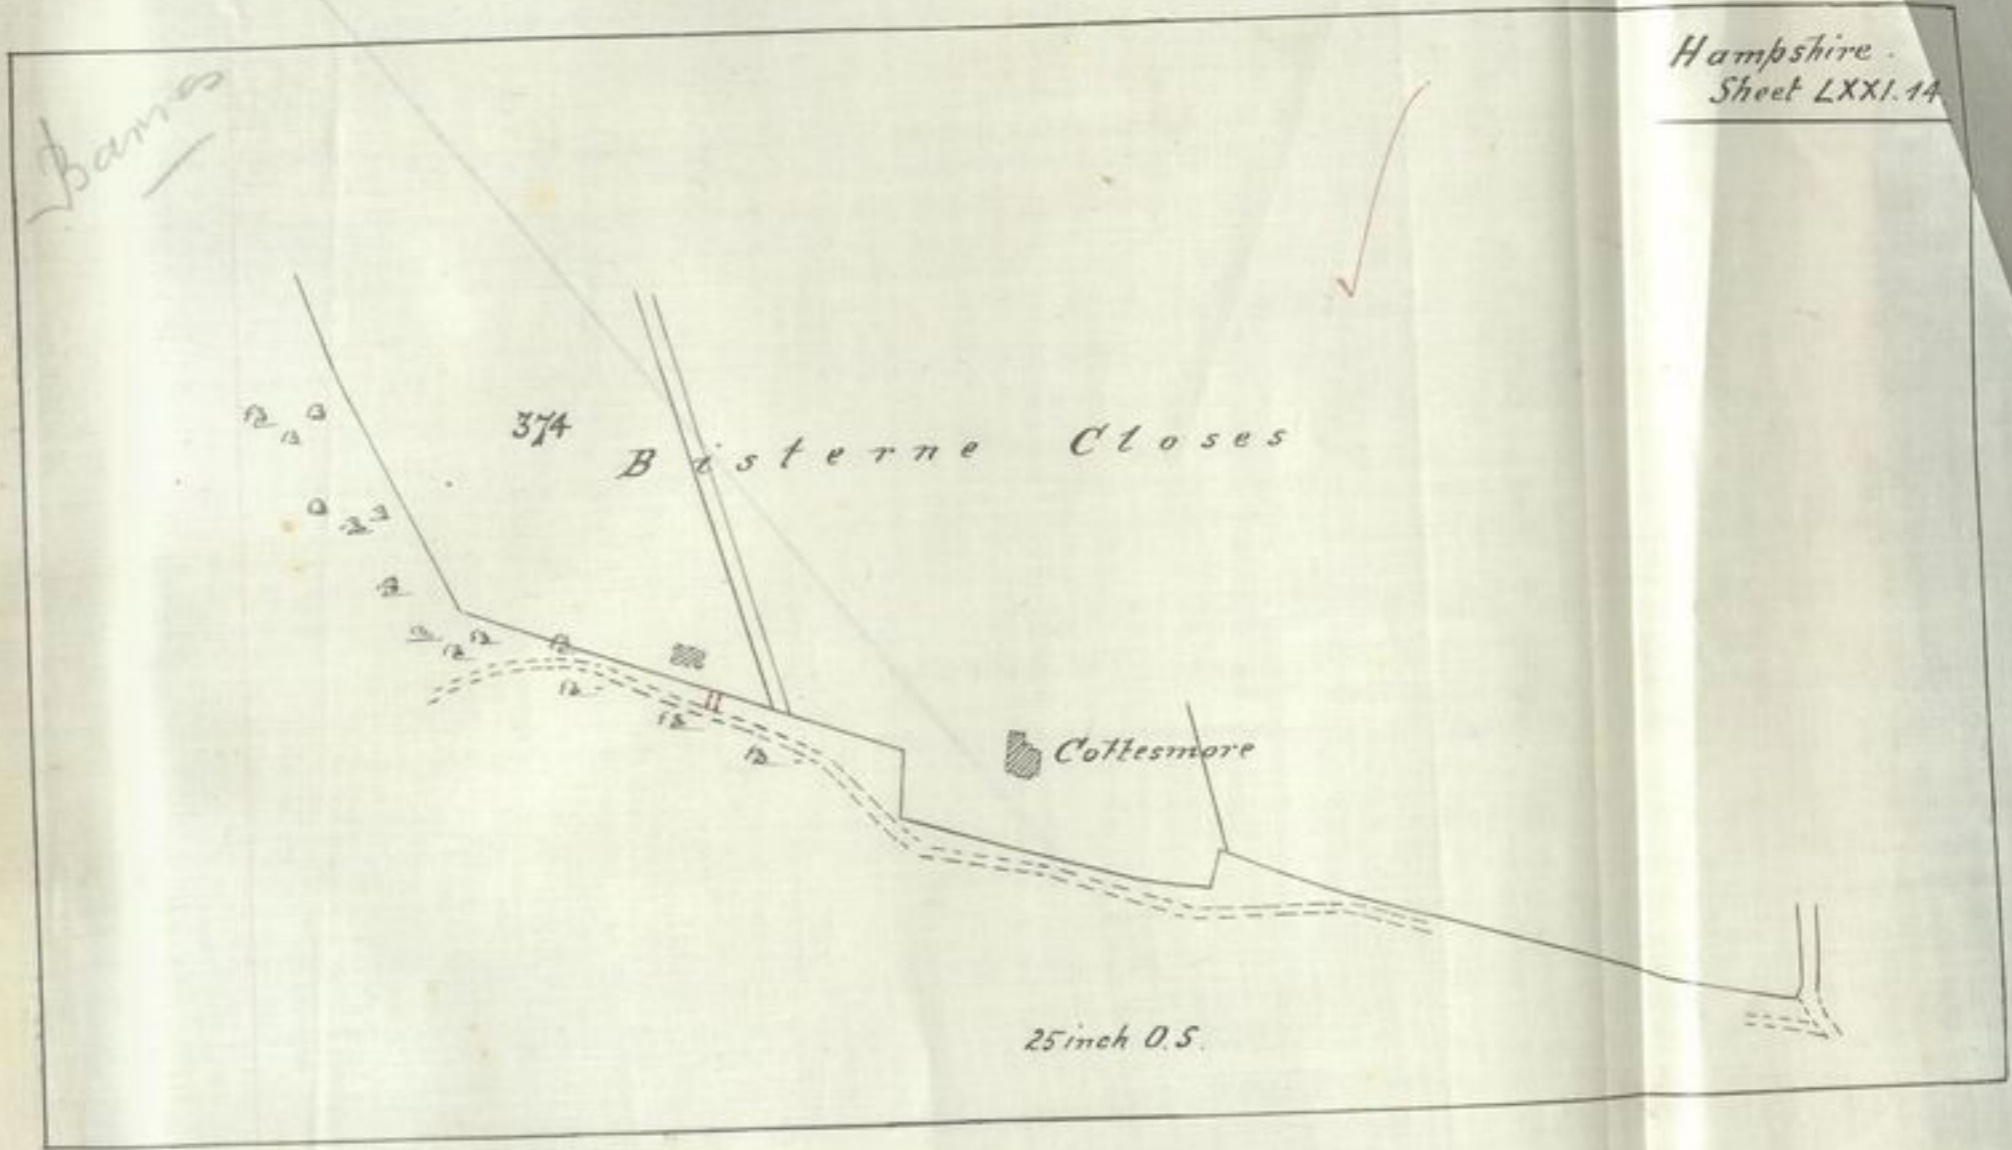 Hampshire.
Sheet LXXI.14
Barnes
374
Bisterne Closes
Cottesmore
25 inch O.S.